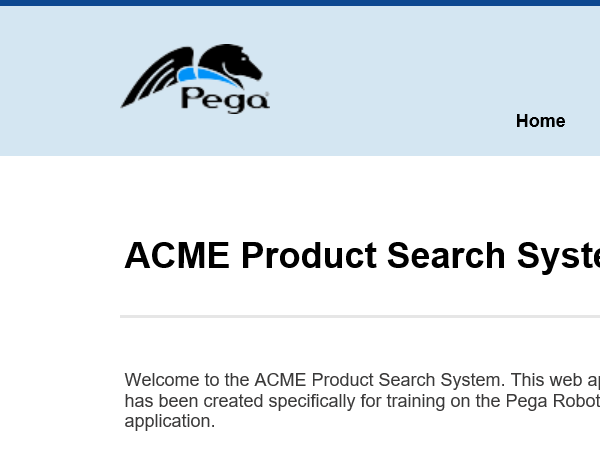 Pega
Home
ACME Product Search Syste
Welcome to the ACME Product Search System. This web ap
has been created specifically for training on the Pega Robot
application.